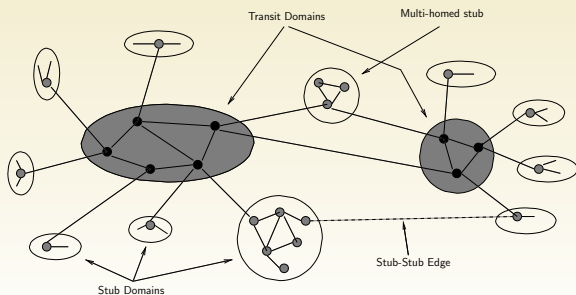 Transit Domains
Multi-homed stub
Stub-Stub Edge
Stub Domains